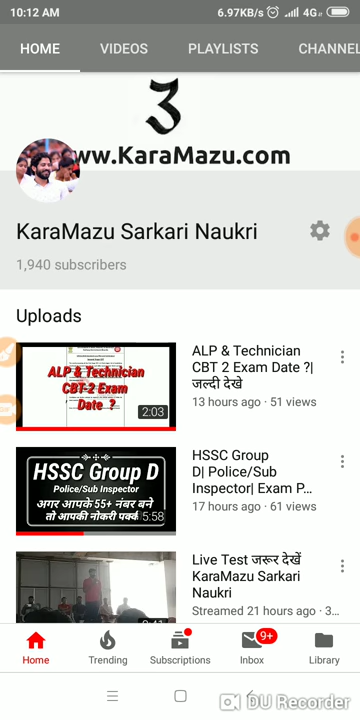 10:12 AM
6.97KB/s
4G
HOME
VIDEOS
PLAYLISTS
CHANNEL
www.KaraMazu.com
KaraMazu Sarkari Naukri
1,940 subscribers
Uploads
ALP & Technician
CBT-2 Exam
Date ?
2:03
ALP & Technician
CBT 2 Exam Date ?|
जल्दी देखे
13 hours ago · 51 views
HSSC Group D
Police/Sub Inspector
अगर आपके 55+ नंबर बने
तो आपकी नोकरी पक्की
15:58
HSSC Group
D| Police/Sub
Inspector| Exam P...
17 hours ago · 61 views
Live Test जरूर देखें
KaraMazu Sarkari
Naukri
Streamed 21 hours ago · 3...
9+
Home
Trending
Subscriptions
Inbox
Library
DU Recorder